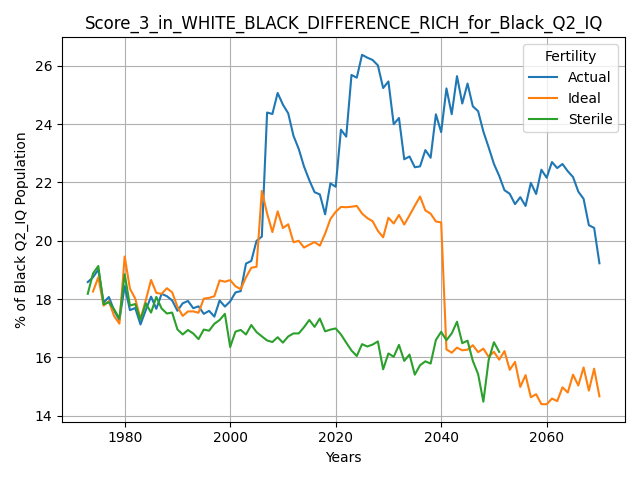 Score_3_in_WHITE_BLACK_DIFFERENCE_RICH_for_Black_Q2_IQ
Fertility
Actual
Ideal
Sterile
% of Black Q2_IQ Population
26
24
22
20
18
16
14
1980
2000
2020
2040
2060
Years